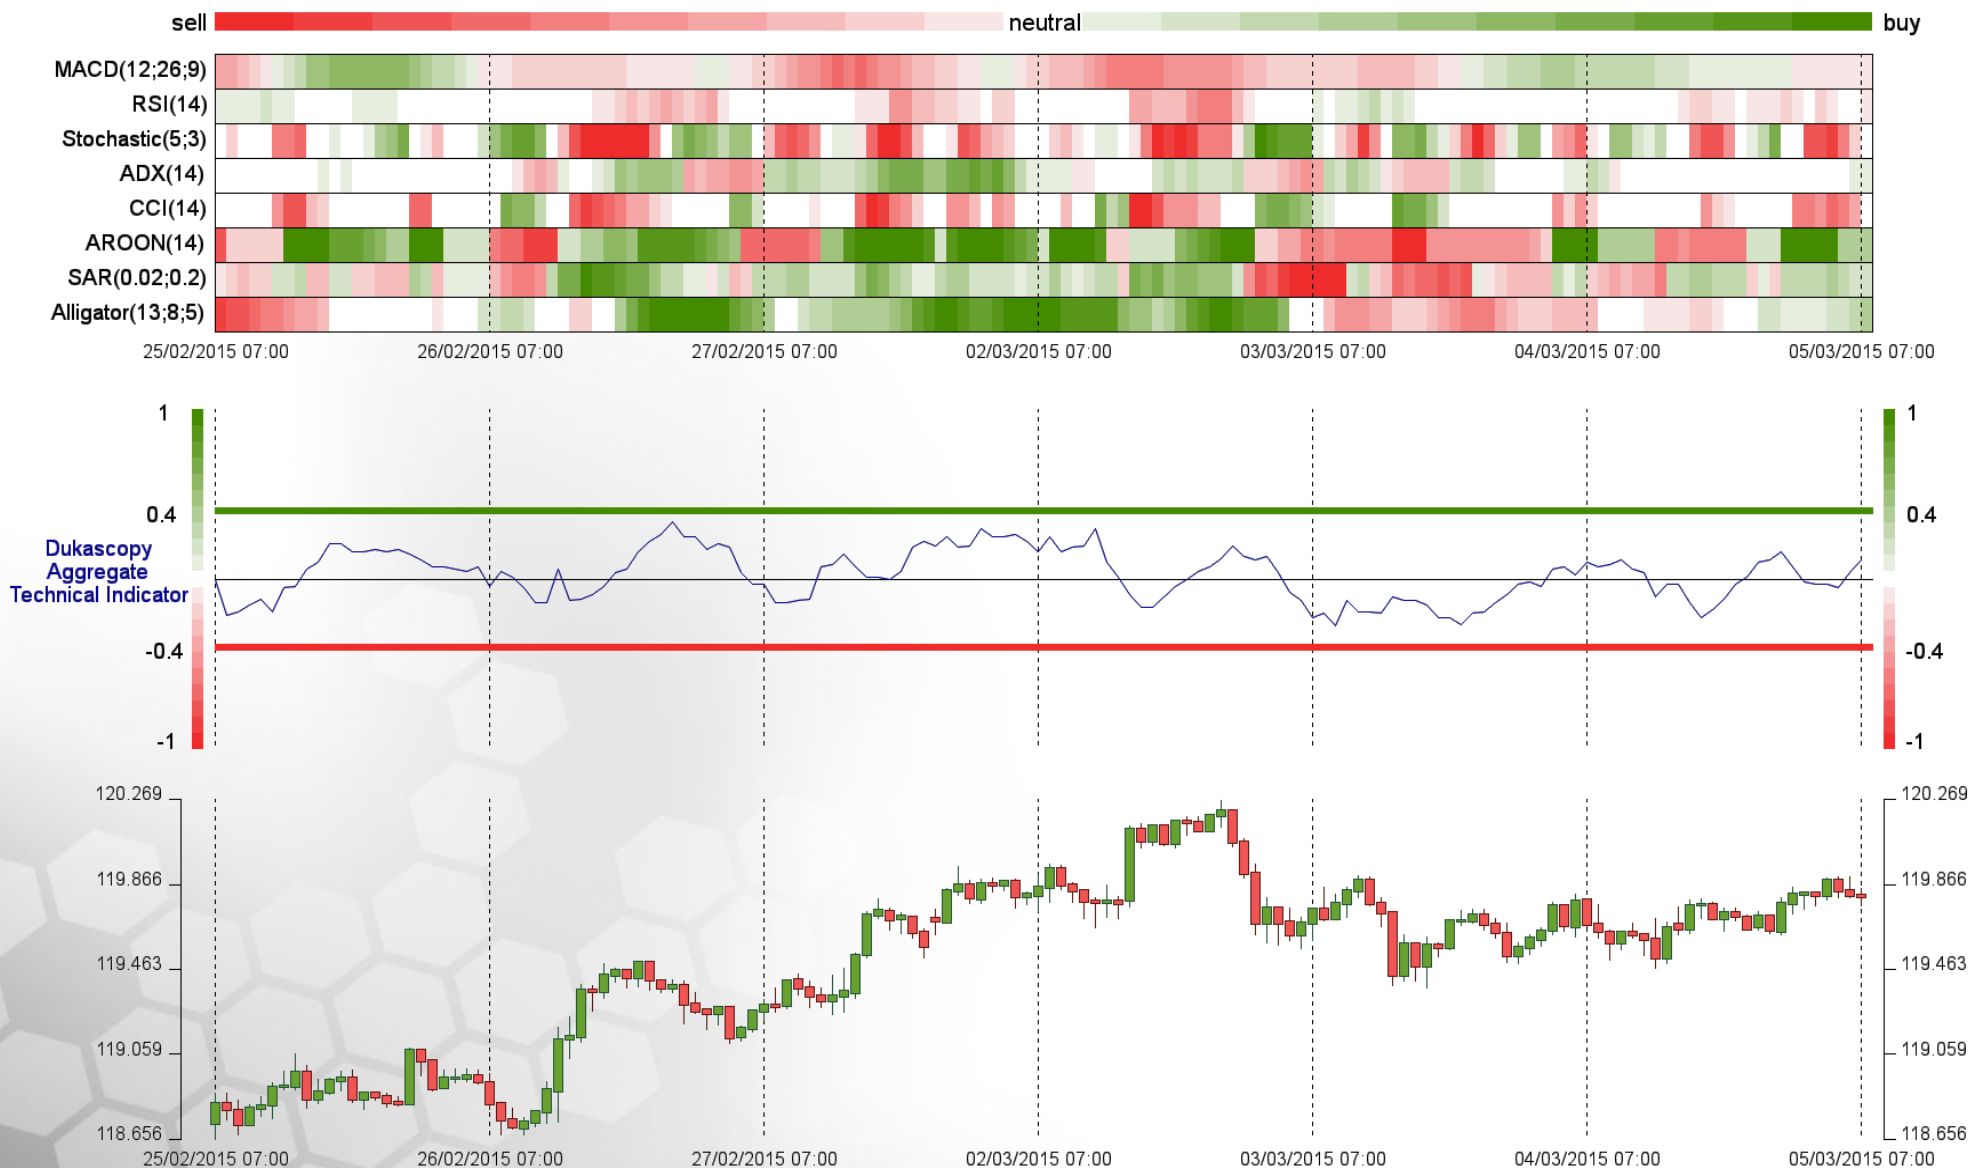 sell neutral buy
MACD(12;26;9)
RSI(14)
Stochastic(5;3)
ADX(14)
CCI(14)
AROON(14)
SAR(0.02;0.2)
Alligator(13;8;5)
25/02/2015 07:00 26/02/2015 07:00 27/02/2015 07:00 02/03/2015 07:00 03/03/2015 07:00 04/03/2015 07:00 05/03/2015 07:00
1 1
0.4 0.4
Dukascopy
Aggregate
Technical Indicator
-0.4 -0.4
-1 -1
120.269 120.269
119.866 119.866
119.463 119.463
119.059 119.059
118.656 118.656
25/02/2015 07:00 26/02/2015 07:00 27/02/2015 07:00 02/03/2015 07:00 03/03/2015 07:00 04/03/2015 07:00 05/03/2015 07:00